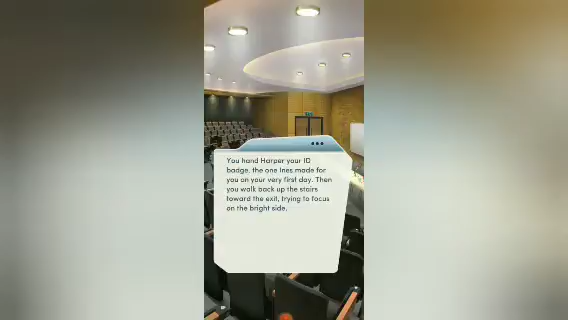 You hand Harper your ID
badge, the one Ines made for
you on your very first day. Then
you walk back up the stairs
toward the exit, trying to focus
on the bright side.